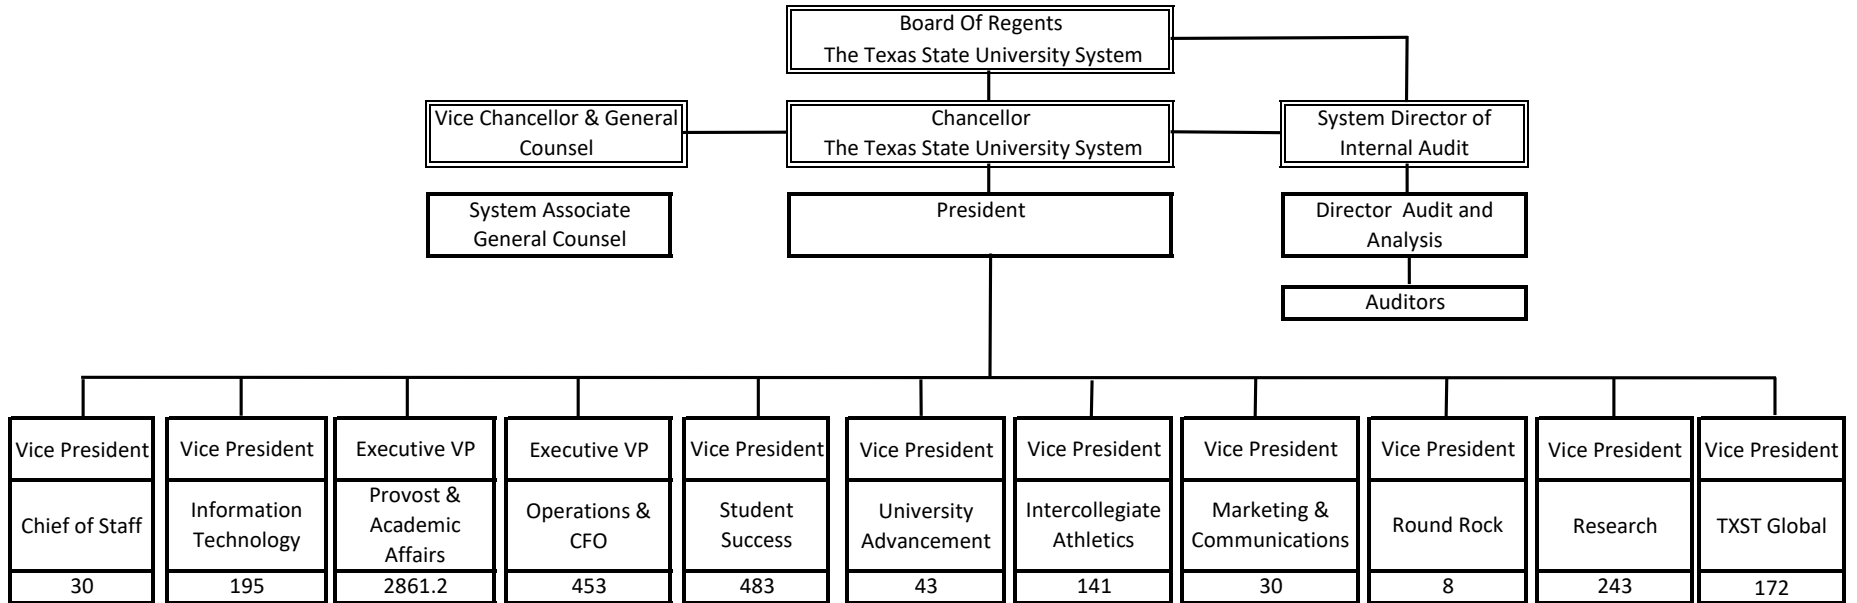 Board Of Regents
The Texas State University System
Vice Chancellor & General
Counsel
Chancellor
The Texas State University System
System Director of
Internal Audit
System Associate
General Counsel
President
Director Audit and
Analysis
Auditors
Vice President
Chief of Staff
30
Vice President
Information
Technology
195
Executive VP
Provost &
Academic
Affairs
2861.2
Executive VP
Operations &
CFO
453
Vice President
Student
Success
483
Vice President
University
Advancement
43
Vice President
Intercollegiate
Athletics
141
Vice President
Marketing &
Communications
30
Vice President
Round Rock
8
Vice President
Research
243
Vice President
TXST Global
172